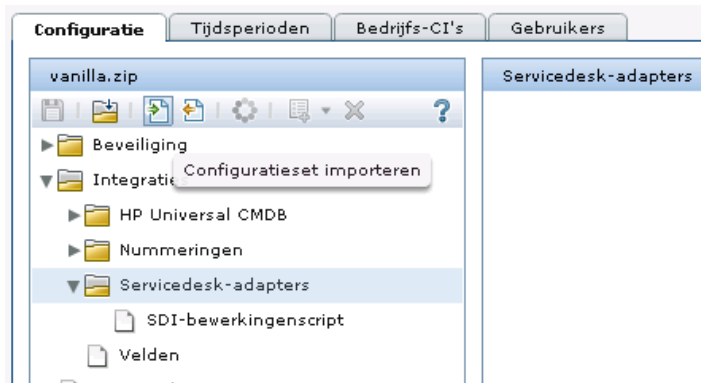 Configuratie Tijdsperioden Bedrijfs-CI's Gebruikers
vanilla.zip
Servicedesk-adapters
?
Beveiliging
Configuratieset importeren
Integraties
HP Universal CMDB
Nummeringen
Servicedesk-adapters
SDI-bewerkingenscript
Velden